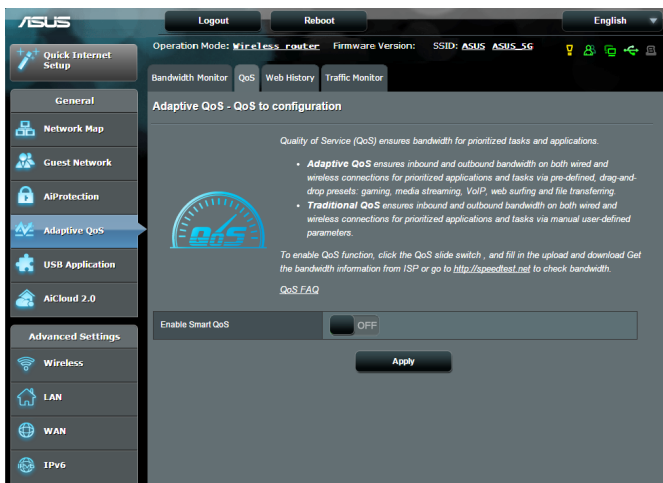 ASUS
Logout
Reboot
English
Quick Internet
Setup
Operation Mode: Wireless router Firmware Version: SSID: ASUS ASUS_5G
Bandwidth Monitor
QoS
Web History
Traffic Monitor
General
Network Map
Guest Network
AiProtection
Adaptive QoS
USB Application
AiCloud 2.0
Advanced Settings
Wireless
LAN
WAN
IPv6
Adaptive QoS - QoS to configuration
Quality of Service (QoS) ensures bandwidth for prioritized tasks and applications.
• Adaptive QoS ensures inbound and outbound bandwidth on both wired and
wireless connections for prioritized applications and tasks via pre-defined, drag-and-
drop presets: gaming, media streaming, VoIP, web surfing and file transferring.
• Traditional QoS ensures inbound and outbound bandwidth on both wired and
wireless connections for prioritized applications and tasks via manual user-defined
parameters.
QoS
To enable QoS function, click the QoS slide switch , and fill in the upload and download Get
the bandwidth information from ISP or go to http://speedtest.net to check bandwidth.
QoS FAQ
Enable Smart QoS
OFF
Apply